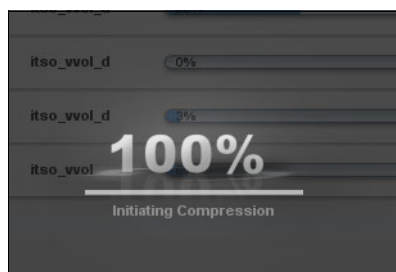 itso_vvol_d 0%
itso_vvol_d 3%
itso_vvol
100%
Initiating Compression